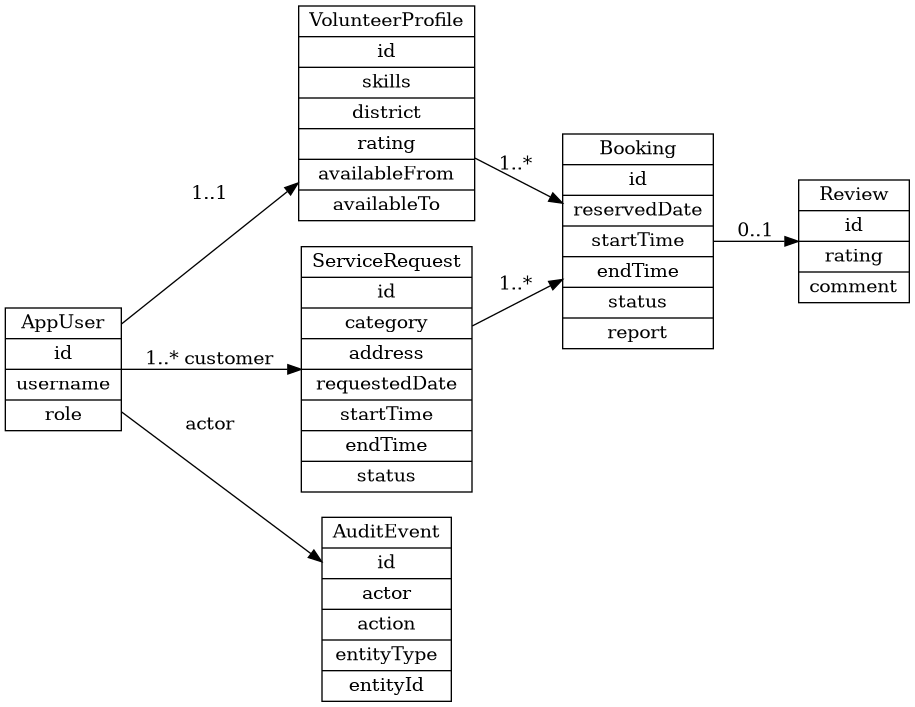 VolunteerProfile
id
skills
district
rating
availableFrom
availableTo
1..1
1..*
Booking
id
reservedDate
startTime
endTime
status
report
0..1
Review
id
rating
comment
ServiceRequest
id
category
address
requestedDate
startTime
endTime
status
1..*
AppUser
id
username
role
1..* customer
actor
AuditEvent
id
actor
action
entityType
entityId